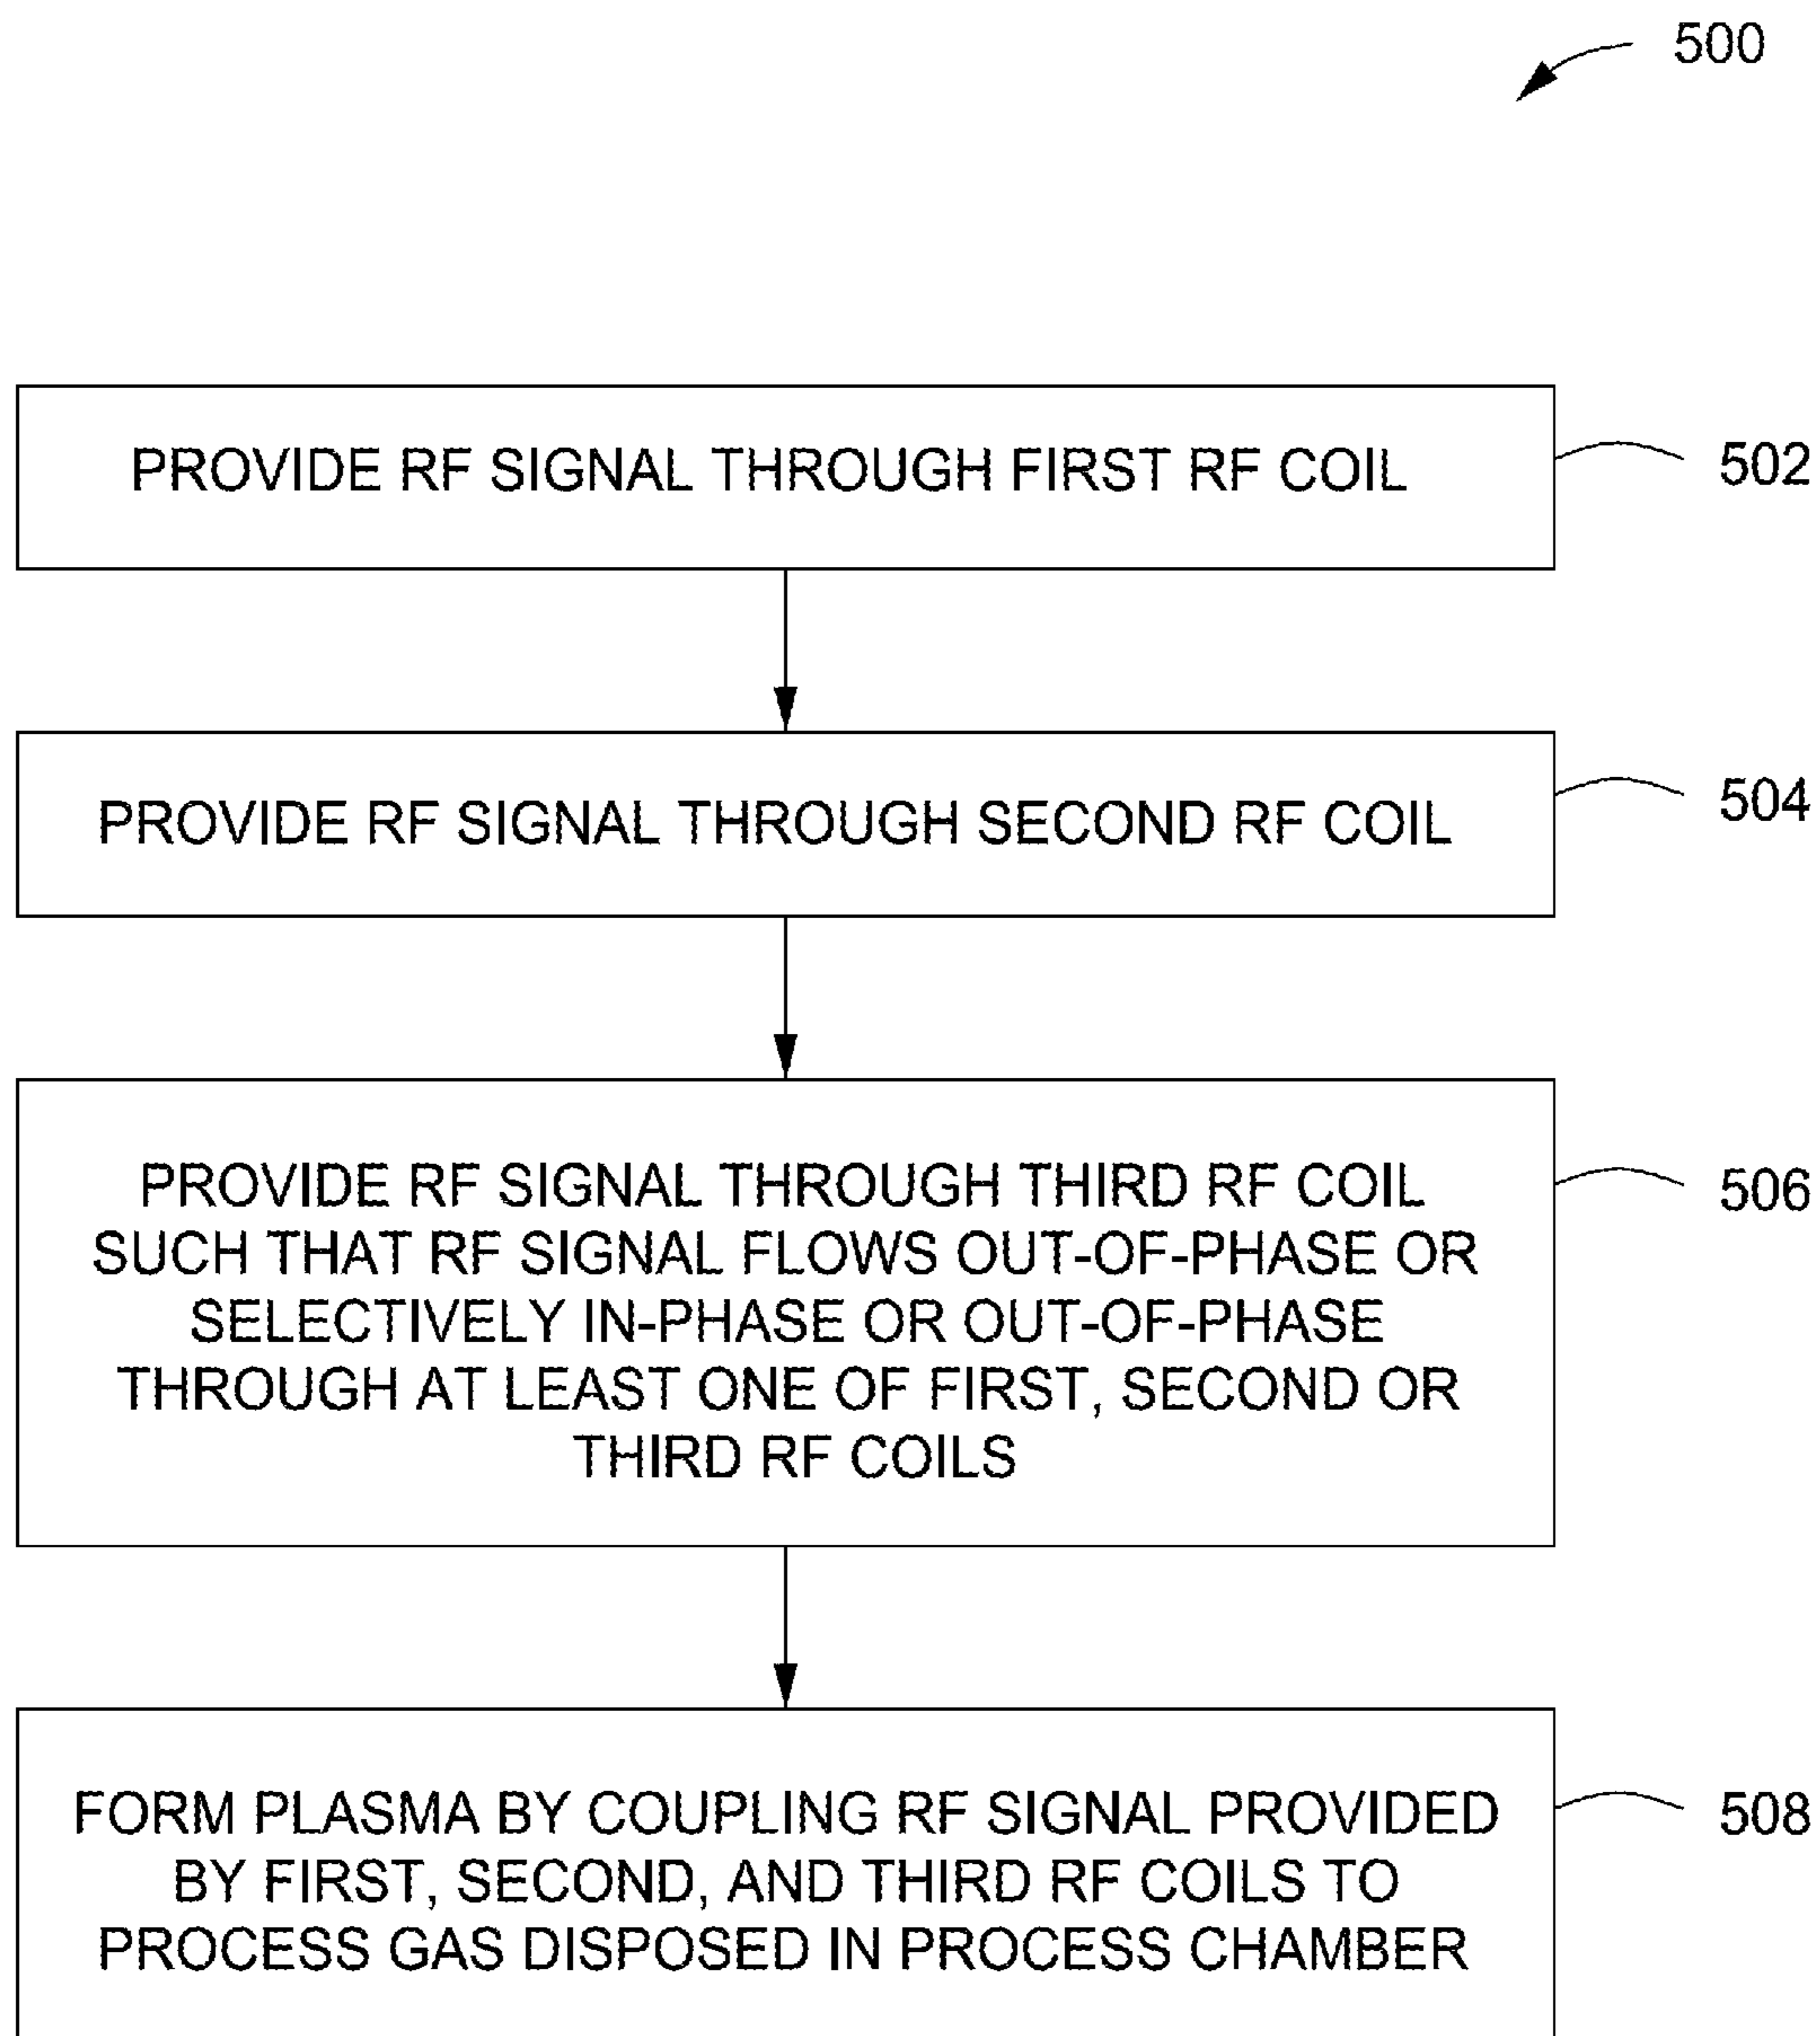 500
PROVIDE RF SIGNAL THROUGH FIRST RF COIL
502
PROVIDE RF SIGNAL THROUGH SECOND RF COIL
504
PROVIDE RF SIGNAL THROUGH THIRD RF COIL
SUCH THAT RF SIGNAL FLOWS OUT-OF-PHASE OR
SELECTIVELY IN-PHASE OR OUT-OF-PHASE
THROUGH AT LEAST ONE OF FIRST, SECOND OR
THIRD RF COILS
506
FORM PLASMA BY COUPLING RF SIGNAL PROVIDED
BY FIRST, SECOND, AND THIRD RF COILS TO
PROCESS GAS DISPOSED IN PROCESS CHAMBER
508